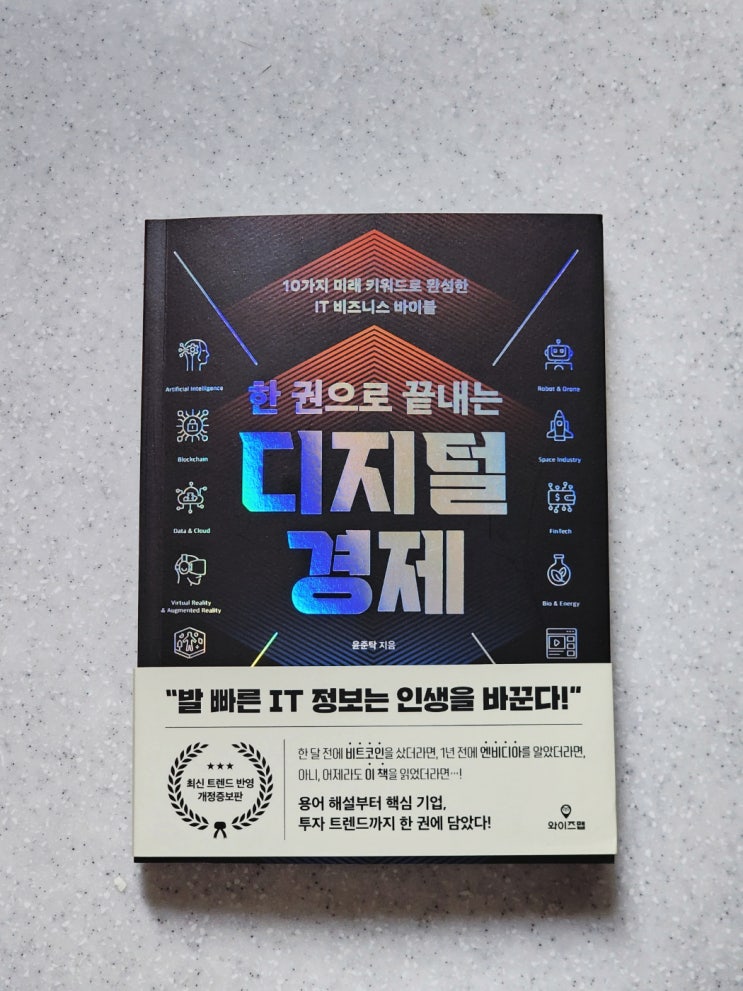 10가지 미래 키워드로 완성한
IT 비즈니스 바이블
한 권으로 끝내는
디지털
경제
윤준탁 지음
Artificial Intelligence
Blockchain
Data & Cloud
Virtual Reality
& Augmented Reality
Robot & Drone
Space Industry
FinTech
Bio & Energy
“발 빠른 IT 정보는 인생을 바꾼다!”
최신 트렌드 반영
개정증보판
한 달 전에 비트코인을 샀더라면, 1년 전에 엔비디아를 알았더라면,
아니, 어제라도 이 책을 읽었더라면…!
용어 해설부터 핵심 기업,
투자 트렌드까지 한 권에 담았다!
와이즈맵